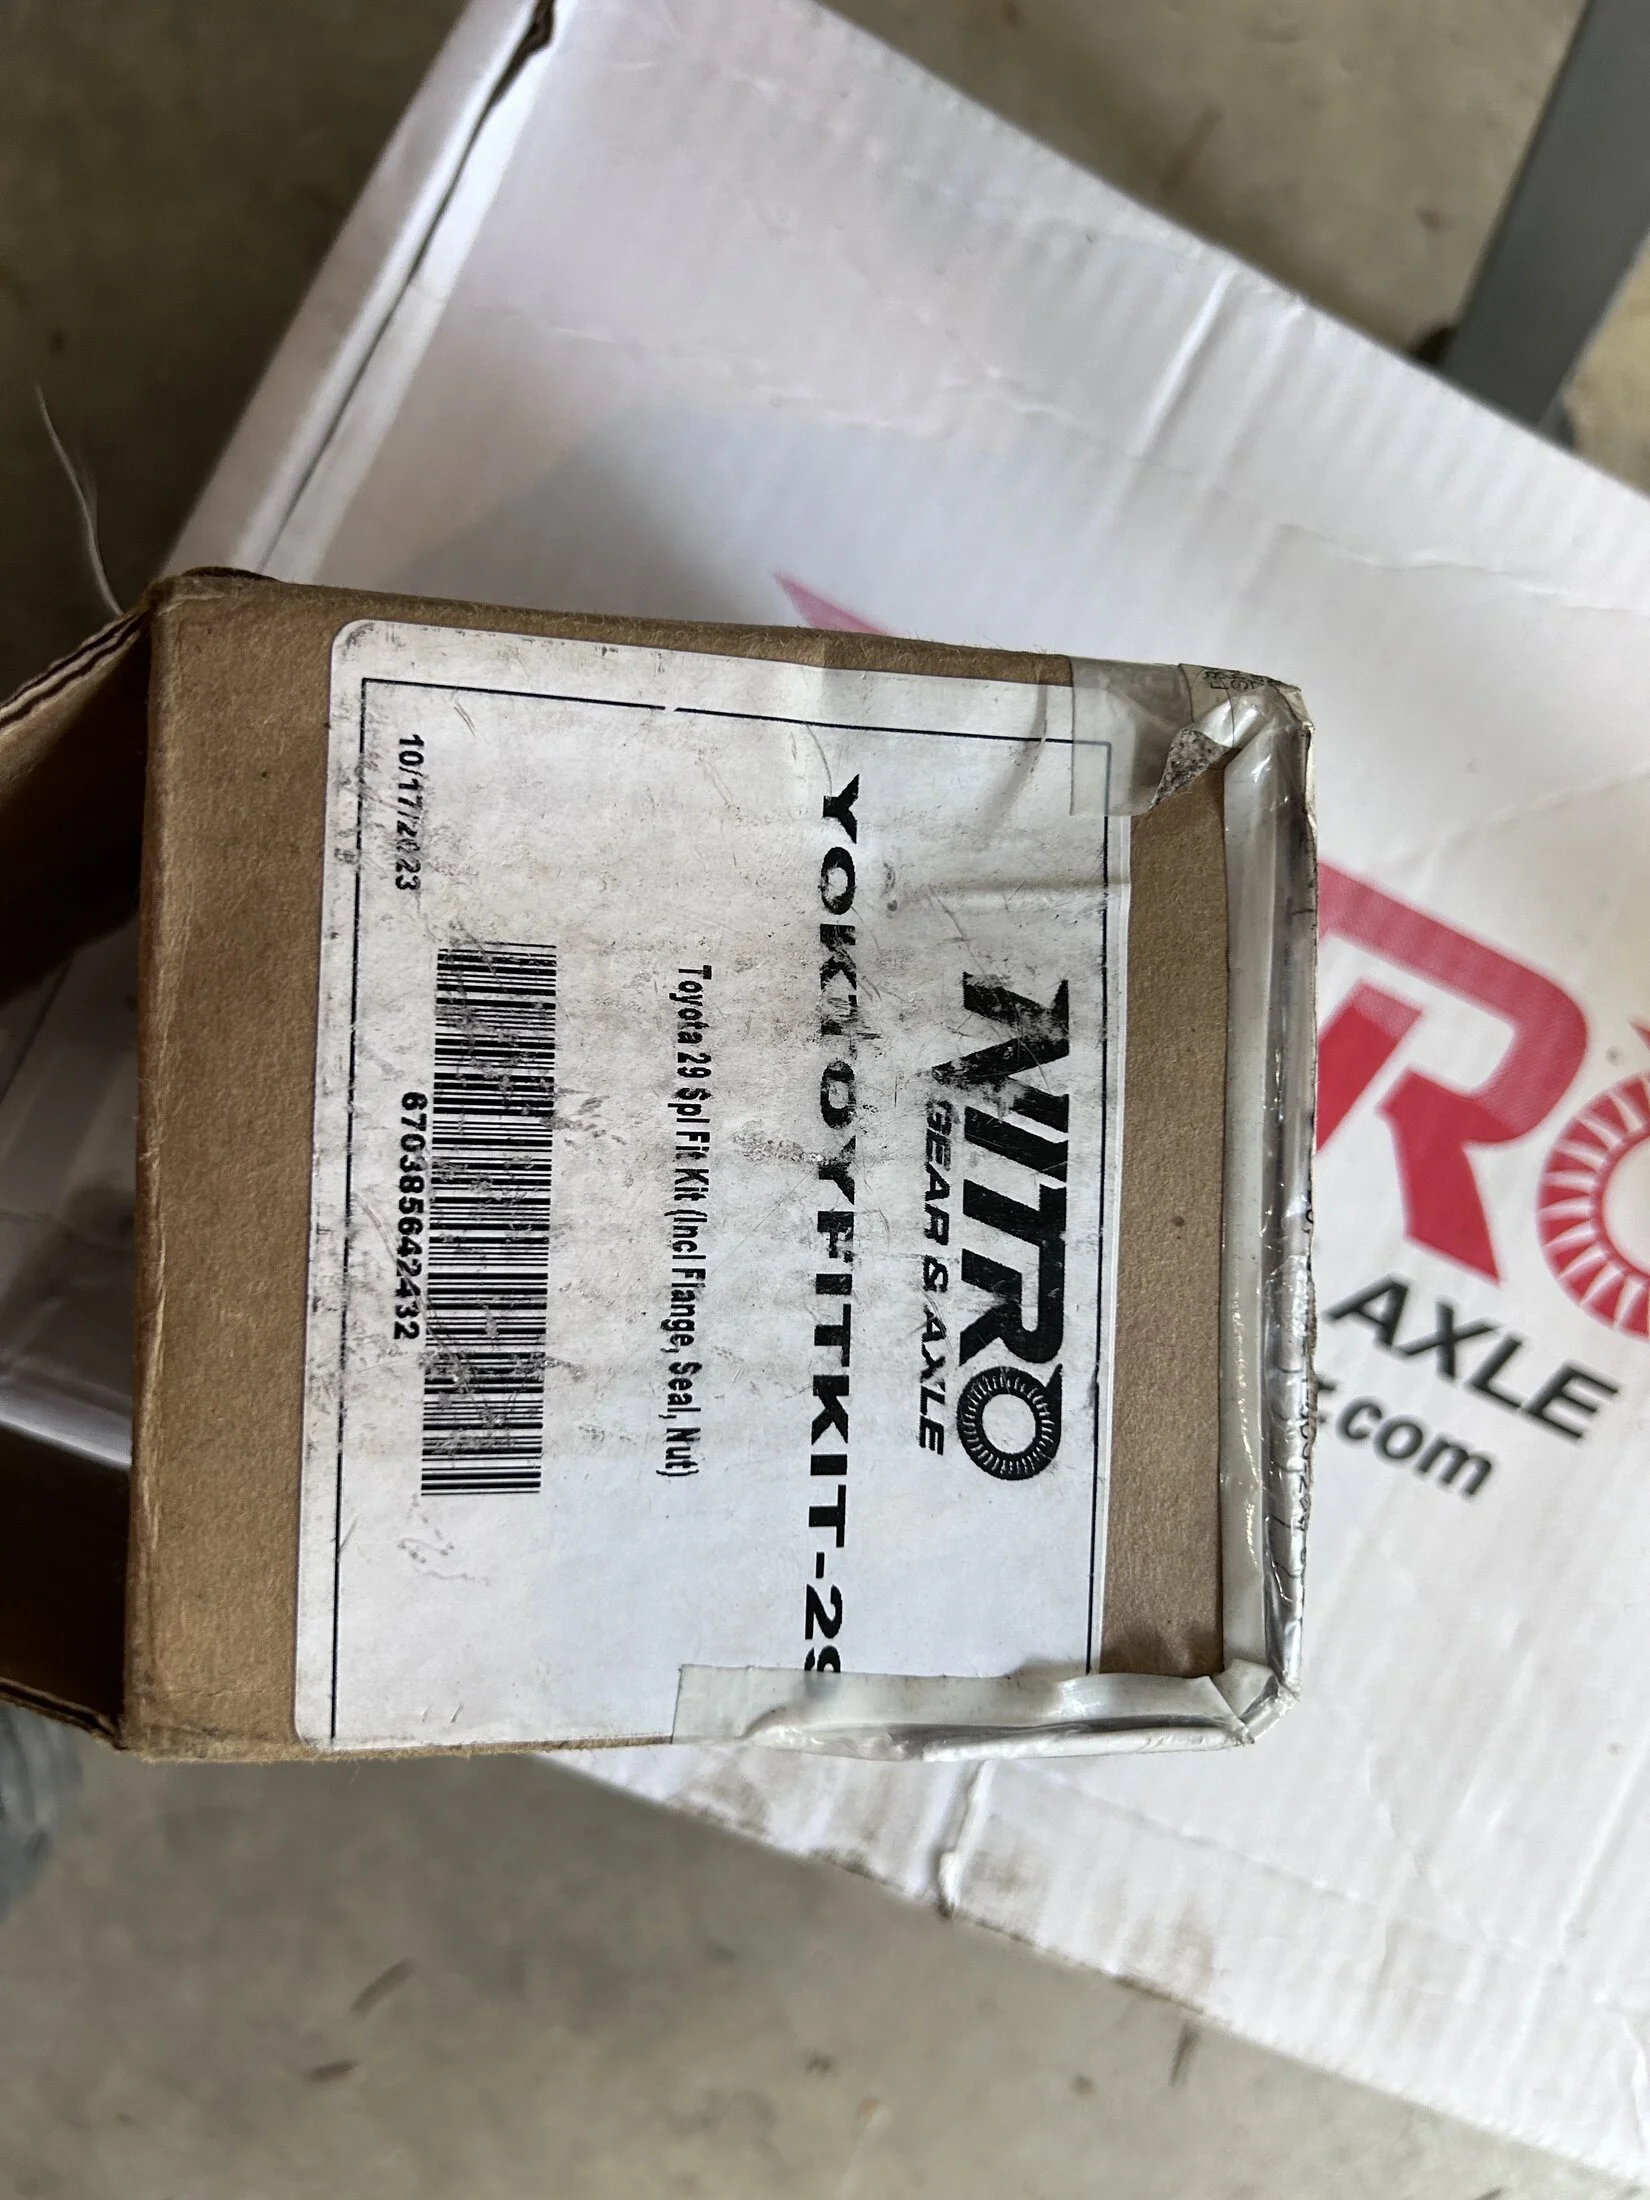 NITRO
GEAR & AXLE
YOKTOYFITKIT-29
Toyota 29 Spl Fit Kit (Incl Flange, Seal, Nut)
670385642432
10/17/2023
RO
AXLE
r.com